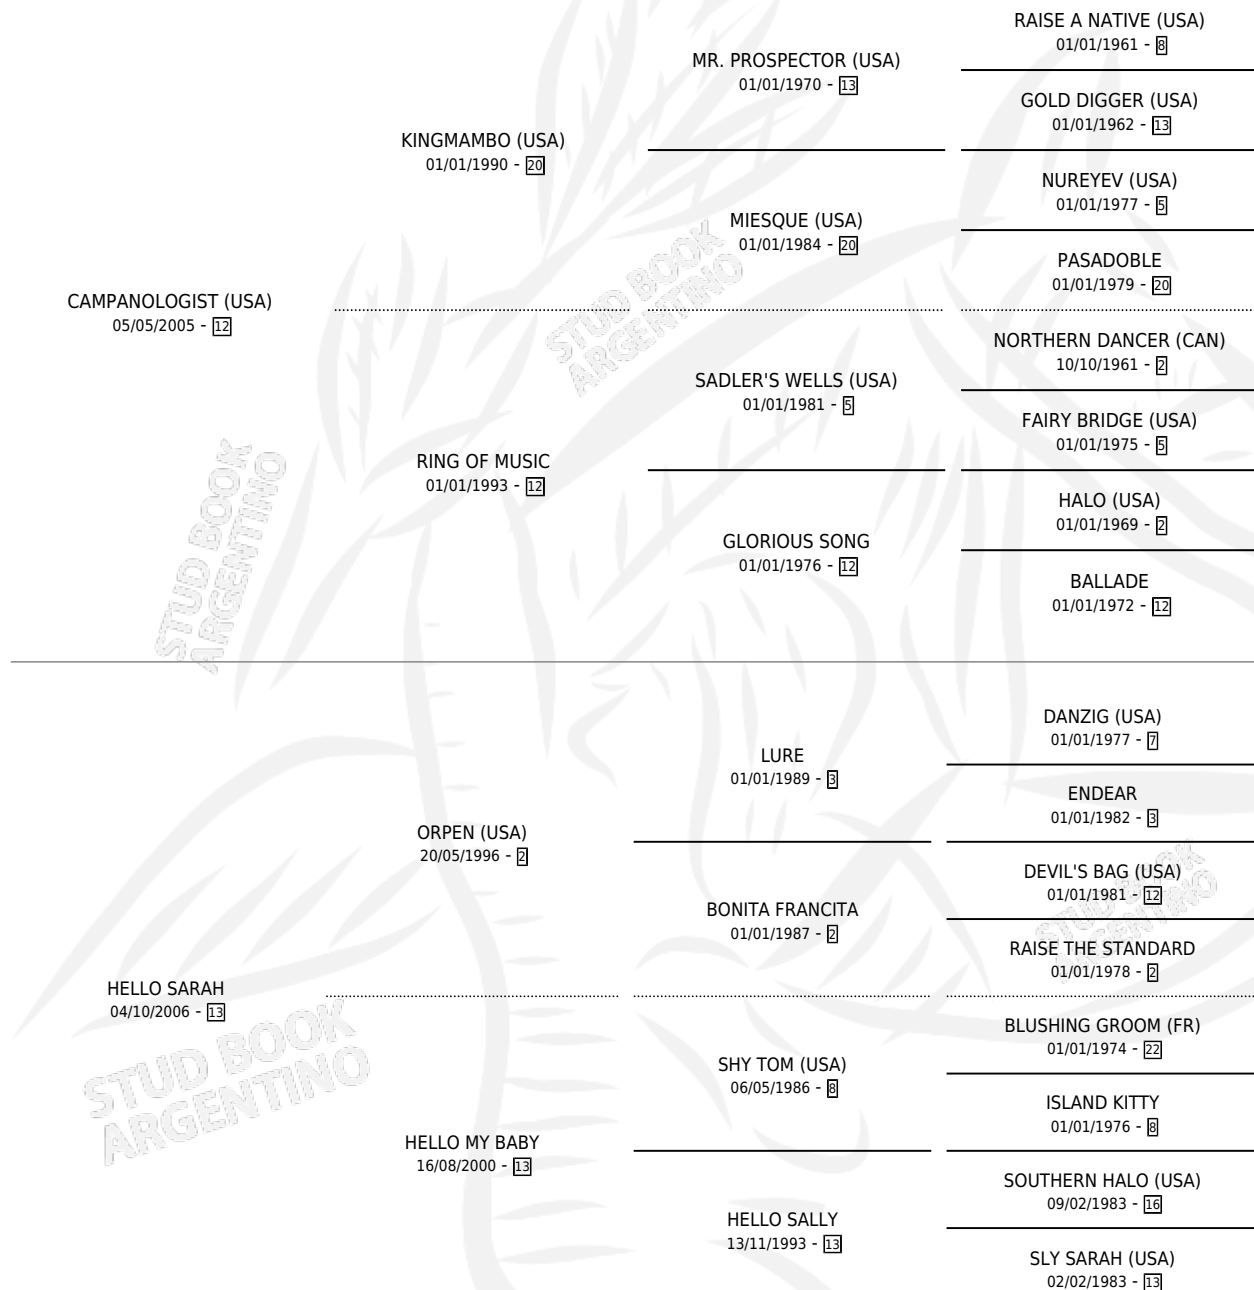 RAISE A NATIVE (USA)
01/01/1961 - 8
MR. PROSPECTOR (USA)
01/01/1970 - 13
GOLD DIGGER (USA)
01/01/1962 - 13
KINGMAMBO (USA)
01/01/1990 - 20
NUREYEV (USA)
01/01/1977 - 5
MIESQUE (USA)
01/01/1984 - 20
PASADOBLE
01/01/1979 - 20
CAMPANOLOGIST (USA)
05/05/2005 - 12
NORTHERN DANCER (CAN)
10/10/1961 - 2
SADLER'S WELLS (USA)
01/01/1981 - 5
FAIRY BRIDGE (USA)
01/01/1975 - 5
RING OF MUSIC
01/01/1993 - 12
HALO (USA)
01/01/1969 - 2
GLORIOUS SONG
01/01/1976 - 12
BALLADE
01/01/1972 - 12
DANZIG (USA)
01/01/1977 - 7
LURE
01/01/1989 - 3
ENDEAR
01/01/1982 - 3
ORPEN (USA)
20/05/1996 - 2
DEVIL'S BAG (USA)
01/01/1981 - 12
BONITA FRANCITA
01/01/1987 - 2
RAISE THE STANDARD
01/01/1978 - 2
HELLO SARAH
04/10/2006 - 13
BLUSHING GROOM (FR)
01/01/1974 - 22
SHY TOM (USA)
06/05/1986 - 8
ISLAND KITTY
01/01/1976 - 8
HELLO MY BABY
16/08/2000 - 13
SOUTHERN HALO (USA)
09/02/1983 - 16
HELLO SALLY
13/11/1993 - 13
SLY SARAH (USA)
02/02/1983 - 13
STUD BOOK
ARGENTINO
STUD BOOK
ARGENTINO
STUD BOOK
ARGENTINO
STUD BOOK
ARGENTINO